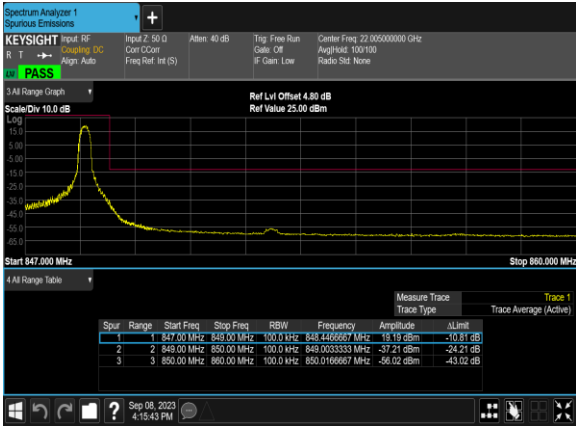 Spectrum Analyzer 1
Spurious Emissions
+
KEYSIGHT Input: RF Input Z: 50 Ω Atten: 40 dB Trig: Free Run Center Freq: 22.005000000 GHz
R T Coupling: DC Corr CCorr Gate: Off Avg|Hold: 100/100
Align: Auto Freq Ref: Int (S) IF Gain: Low Radio Std: None
PASS
3 All Range Graph
Ref Lvl Offset 4.80 dB
Scale/Div 10.0 dB Ref Value 25.00 dBm
Log
15.0
5.00
-5.00
-15.0
-25.0
-35.0
-45.0
-55.0
-65.0
Start 847.000 MHz Stop 860.000 MHz
4 All Range Table
Measure Trace Trace 1
Trace Type Trace Average (Active)
Spur Range Start Freq Stop Freq RBW Frequency Amplitude ΔLimit
1 1 847.00 MHz 849.00 MHz 100.0 kHz 848.4466667 MHz 19.19 dBm -10.81 dB
2 2 849.00 MHz 850.00 MHz 100.0 kHz 849.0033333 MHz -37.21 dBm -24.21 dB
3 3 850.00 MHz 860.00 MHz 100.0 kHz 850.0166667 MHz -56.02 dBm -43.02 dB
? Sep 08, 2023
4:15:43 PM